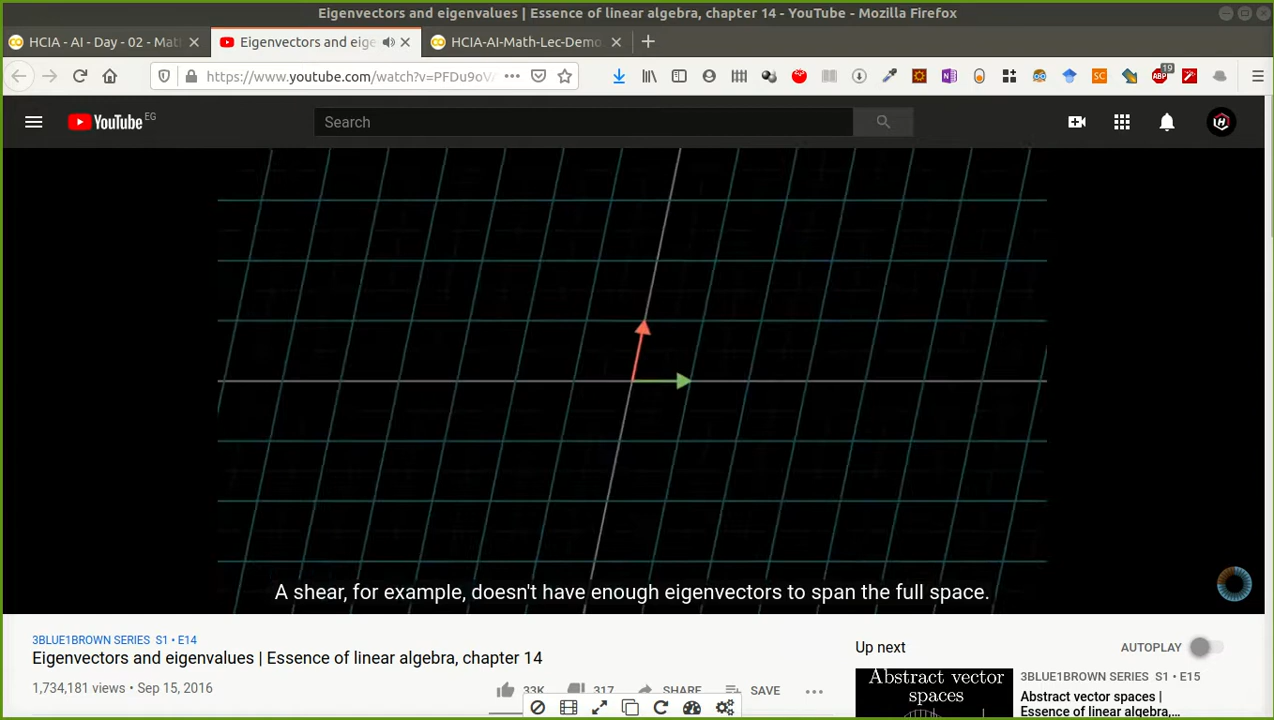 Eigenvectors and eigenvalues | Essence of linear algebra, chapter 14 - YouTube - Mozilla Firefox
HCIA - AI - Day - 02 - Mat
Eigenvectors and eige
HCIA-AI-Math-Lec-Demo.
https://www.youtube.com/watch?v=PFDu9oVA
SC
ABP
19
YouTube
EG
Search
A shear, for example, doesn't have enough eigenvectors to span the full space.
3BLUE1BROWN SERIES S1 • E14
Eigenvectors and eigenvalues | Essence of linear algebra, chapter 14
1,734,181 views • Sep 15, 2016
33K
317
SHARE
SAVE
Up next
AUTOPLAY
Abstract vector
spaces
3BLUE1BROWN SERIES S1 • E15
Abstract vector spaces |
Essence of linear algebra,...